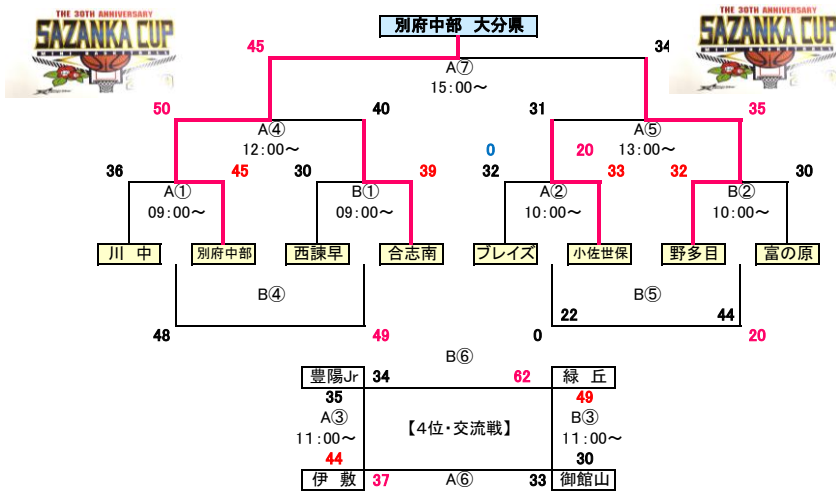 THE 30TH ANNIVERSARY
SAZANKA CUP
別府中部 大分県
THE 30TH ANNIVERSARY
SAZANKA CUP
45
34
A⑦
15:00～
50
40
31
35
A④
12:00～
A⑤
13:00～
0
20
36
45
30
39
32
33
32
30
A①
09:00～
B①
09:00～
A②
10:00～
B②
10:00～
川 中
別府中部
西諫早
合志南
ブレイズ
小佐世保
野多目
富の原
B④
B⑤
22
44
48
49
0
20
B⑥
豊陽Jr
34
62
緑 丘
35
49
A③
11:00～
【4位・交流戦】
B③
11:00～
44
30
伊 敷
37
A⑥
33
御館山